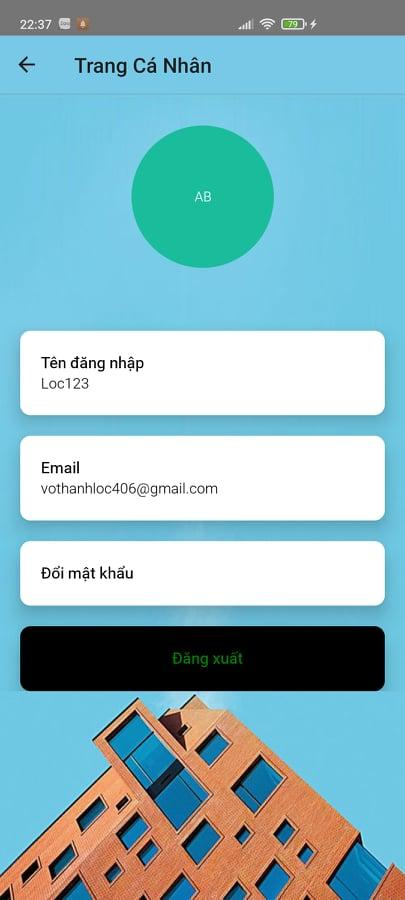 22:37
79
Trang Cá Nhân
AB
Tên đăng nhập
Loc123
Email
vothanhloc406@gmail.com
Đổi mật khẩu
Đăng xuất